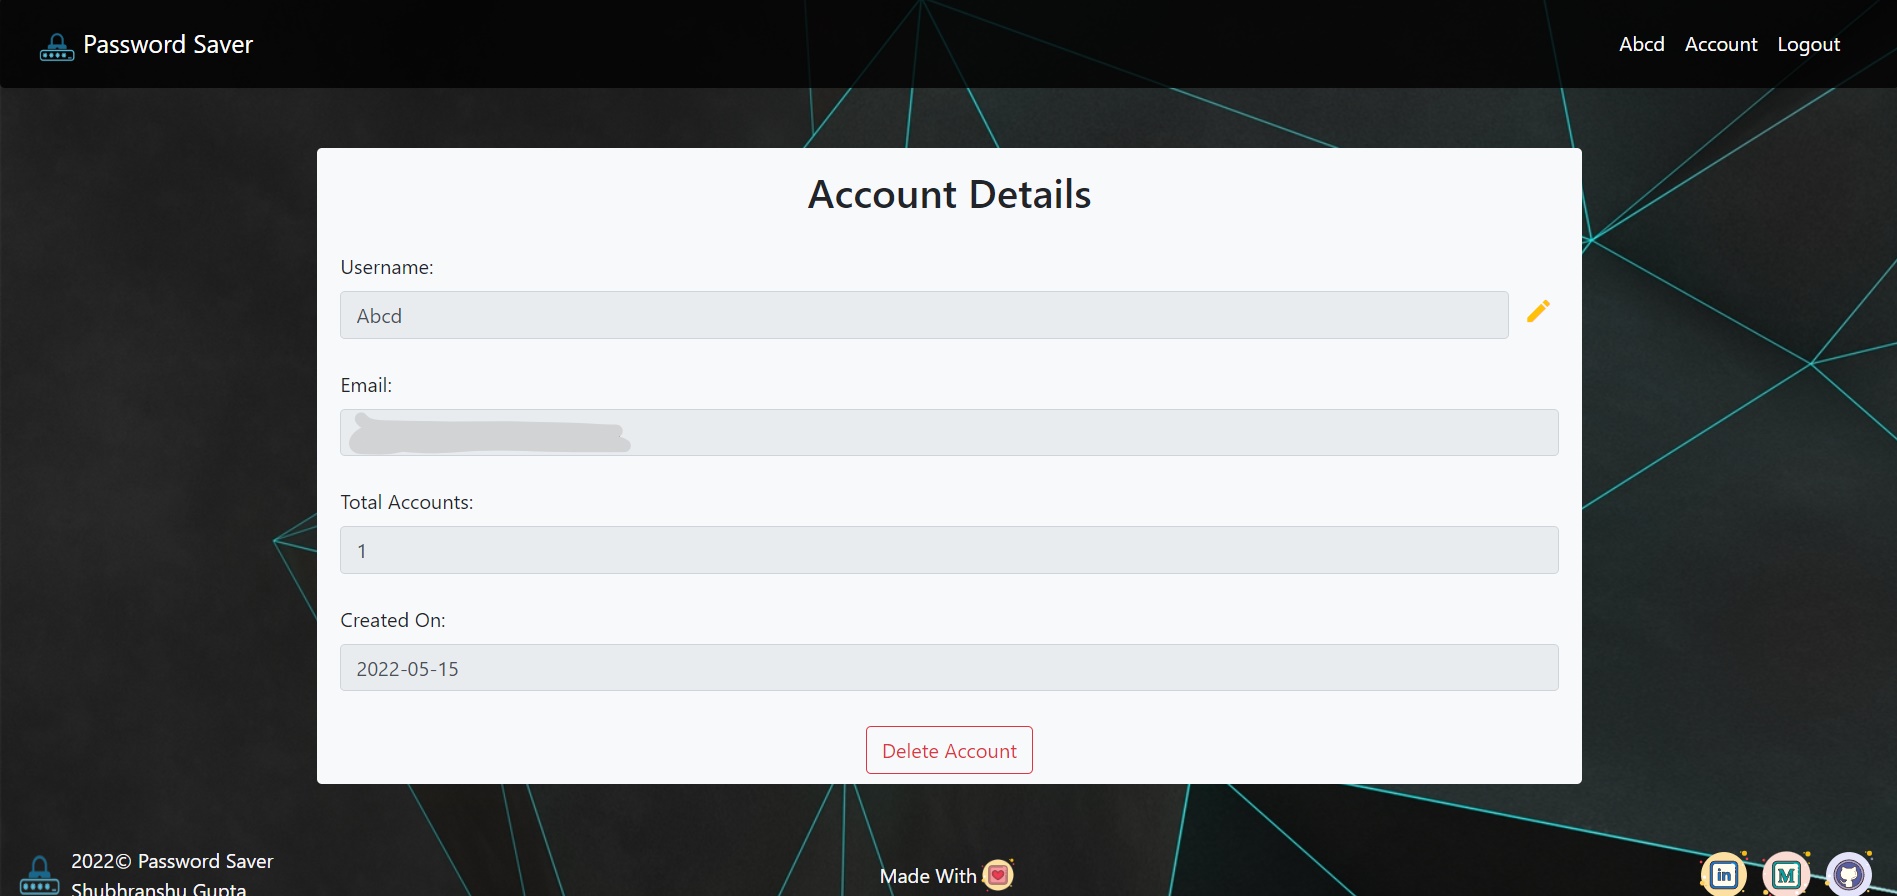 Password Saver
Abcd Account Logout
Account Details
Username:
Abcd
Email:
Total Accounts:
1
Created On:
2022-05-15
Delete Account
2022© Password Saver
Shubhranshu Gupta
Made With
in
M